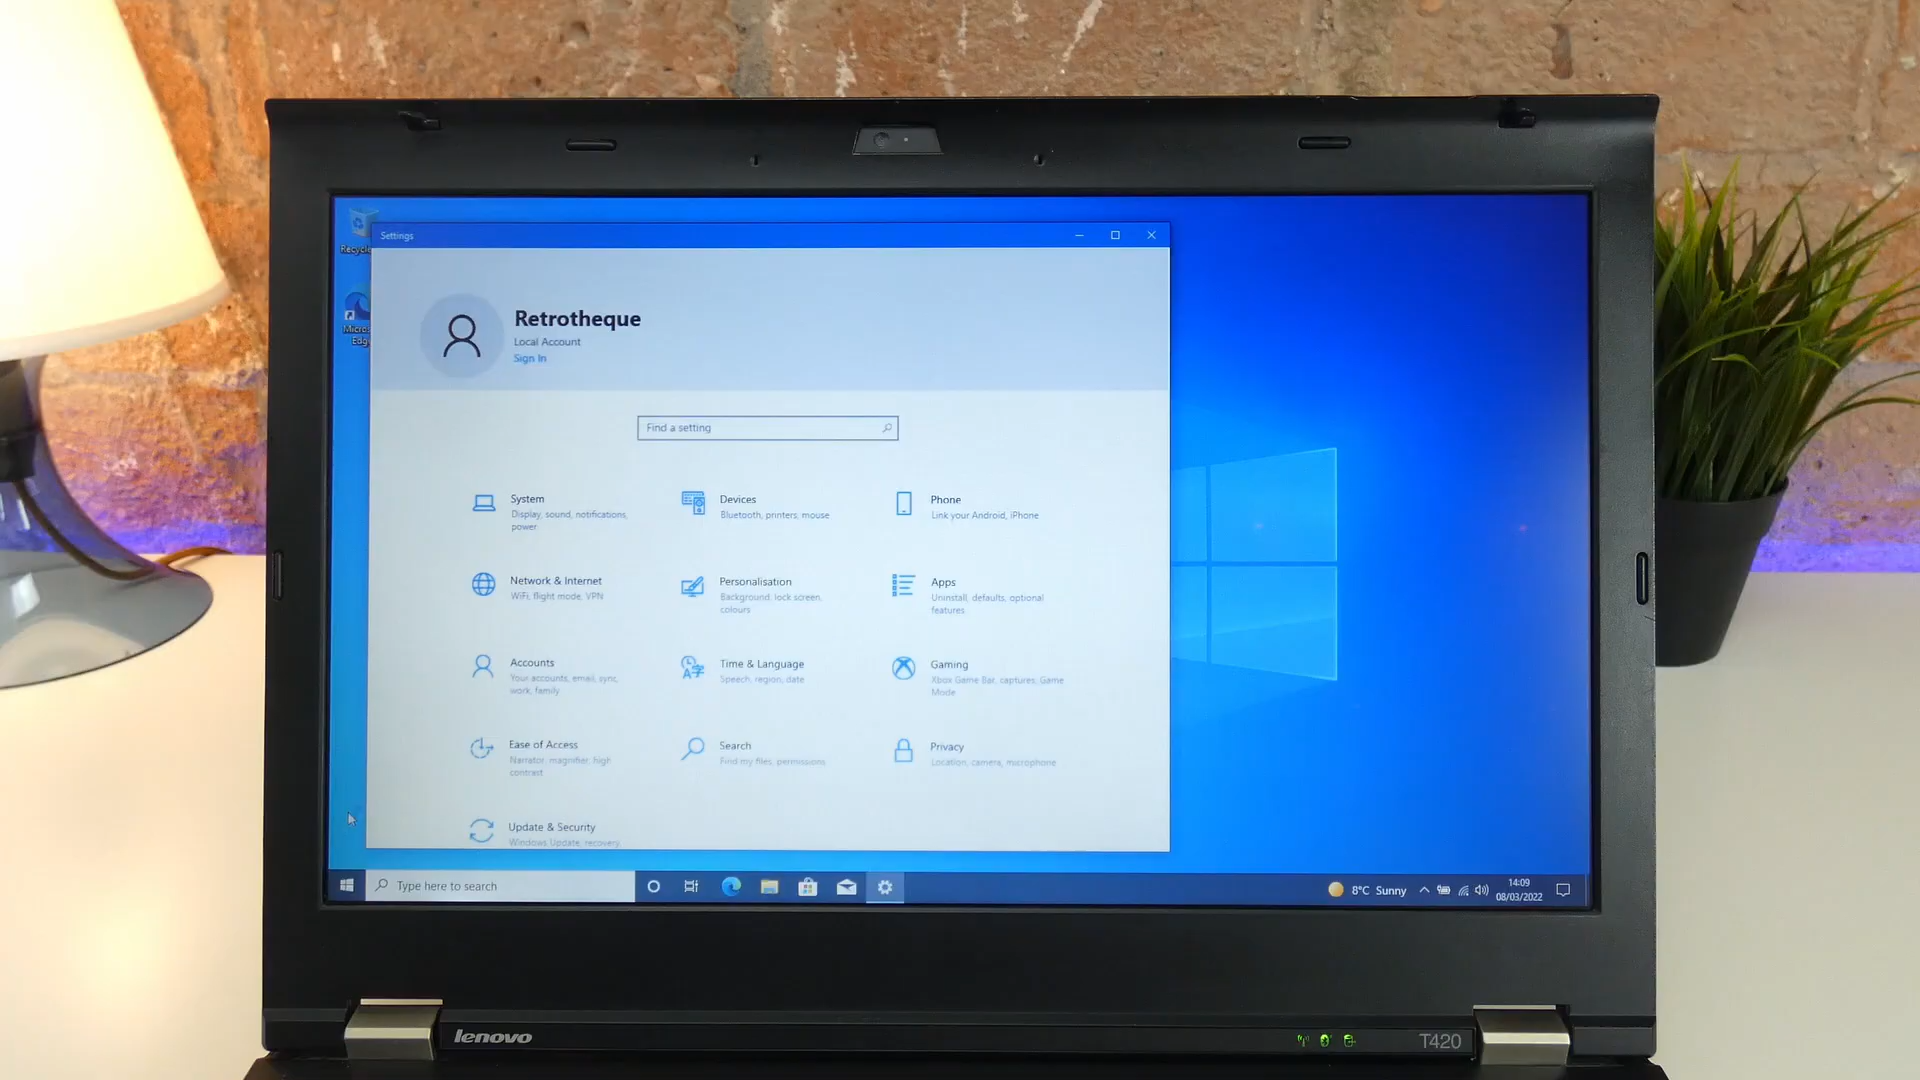 Recycle
Micros
Edge
Settings
Retrotheque
Local Account
Sign in
Find a setting
System
Display, sound, notifications,
power
Devices
Bluetooth, printers, mouse
Phone
Link your Android, iPhone
Network & Internet
WiFi, flight mode, VPN
Personalisation
Background, lock screen,
colours
Apps
Uninstall, defaults, optional
features
Accounts
Your accounts, email, sync,
work, family
Time & Language
Speech, region, date
Gaming
Xbox Game Bar, captures, Game
Mode
Ease of Access
Narrator, magnifier, high
contrast
Search
Find my files, permissions
Privacy
Location, camera, microphone
Update & Security
Windows Update, recovery
Type here to search
8°C Sunny
14:09
08/03/2022
lenovo
T420